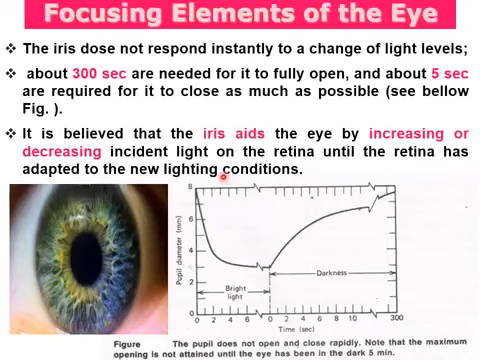 Focusing Elements of the Eye
❖ The iris dose not respond instantly to a change of light levels;
❖ about 300 sec are needed for it to fully open, and about 5 sec
are required for it to close as much as possible (see bellow
Fig. ).
❖ It is believed that the iris aids the eye by increasing or
decreasing incident light on the retina until the retina has
adapted to the new lighting conditions.
Pupil diameter (mm)
8
6
4
2
0
Bright
light
Darkness
0 2 4 6 0 2 4 6 8 10 300
Time (sec)
Figure The pupil does not open and close rapidly. Note that the maximum
opening is not attained until the eye has been in the dark 5 min.